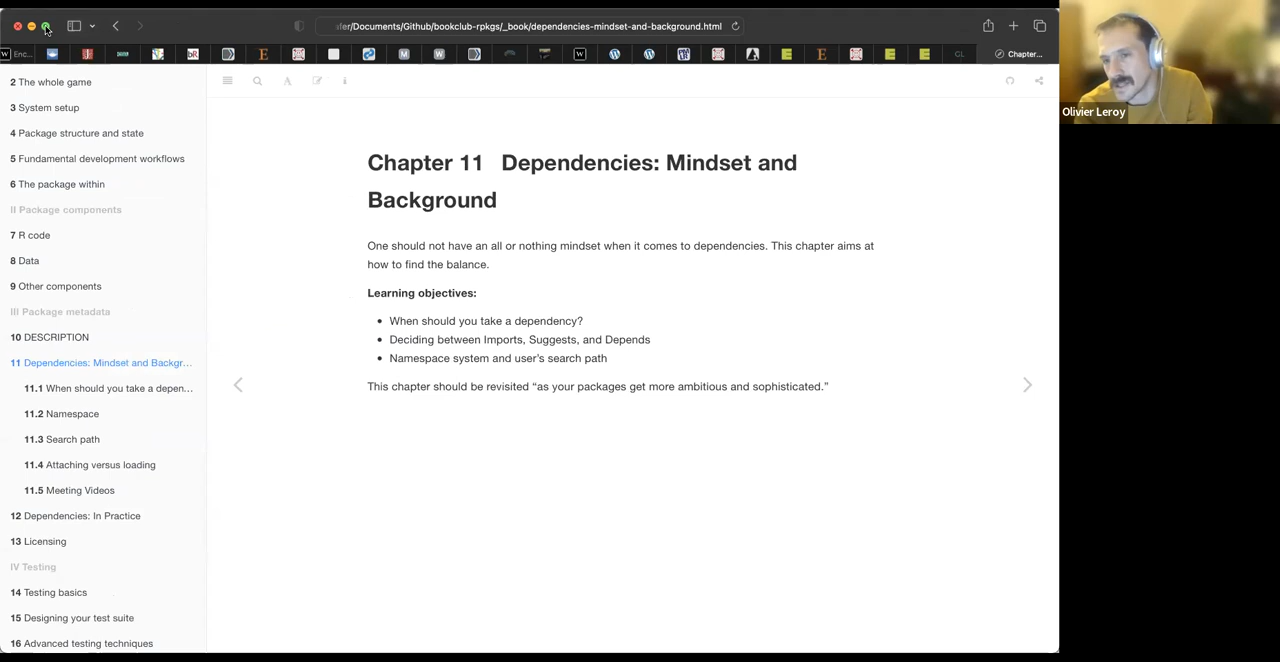 afer/Documents/Github/bookclub-rpkgs/_book/dependencies-mindset-and-background.html
Enc...
GL
Chapter...
Olivier Leroy
2 The whole game
3 System setup
4 Package structure and state
5 Fundamental development workflows
6 The package within
II Package components
7 R code
8 Data
9 Other components
III Package metadata
10 DESCRIPTION
11 Dependencies: Mindset and Backgr...
11.1 When should you take a depen...
11.2 Namespace
11.3 Search path
11.4 Attaching versus loading
11.5 Meeting Videos
12 Dependencies: In Practice
13 Licensing
IV Testing
14 Testing basics
15 Designing your test suite
16 Advanced testing techniques
Chapter 11 Dependencies: Mindset and
Background
One should not have an all or nothing mindset when it comes to dependencies. This chapter aims at
how to find the balance.
Learning objectives:
• When should you take a dependency?
• Deciding between Imports, Suggests, and Depends
• Namespace system and user’s search path
This chapter should be revisited “as your packages get more ambitious and sophisticated.”